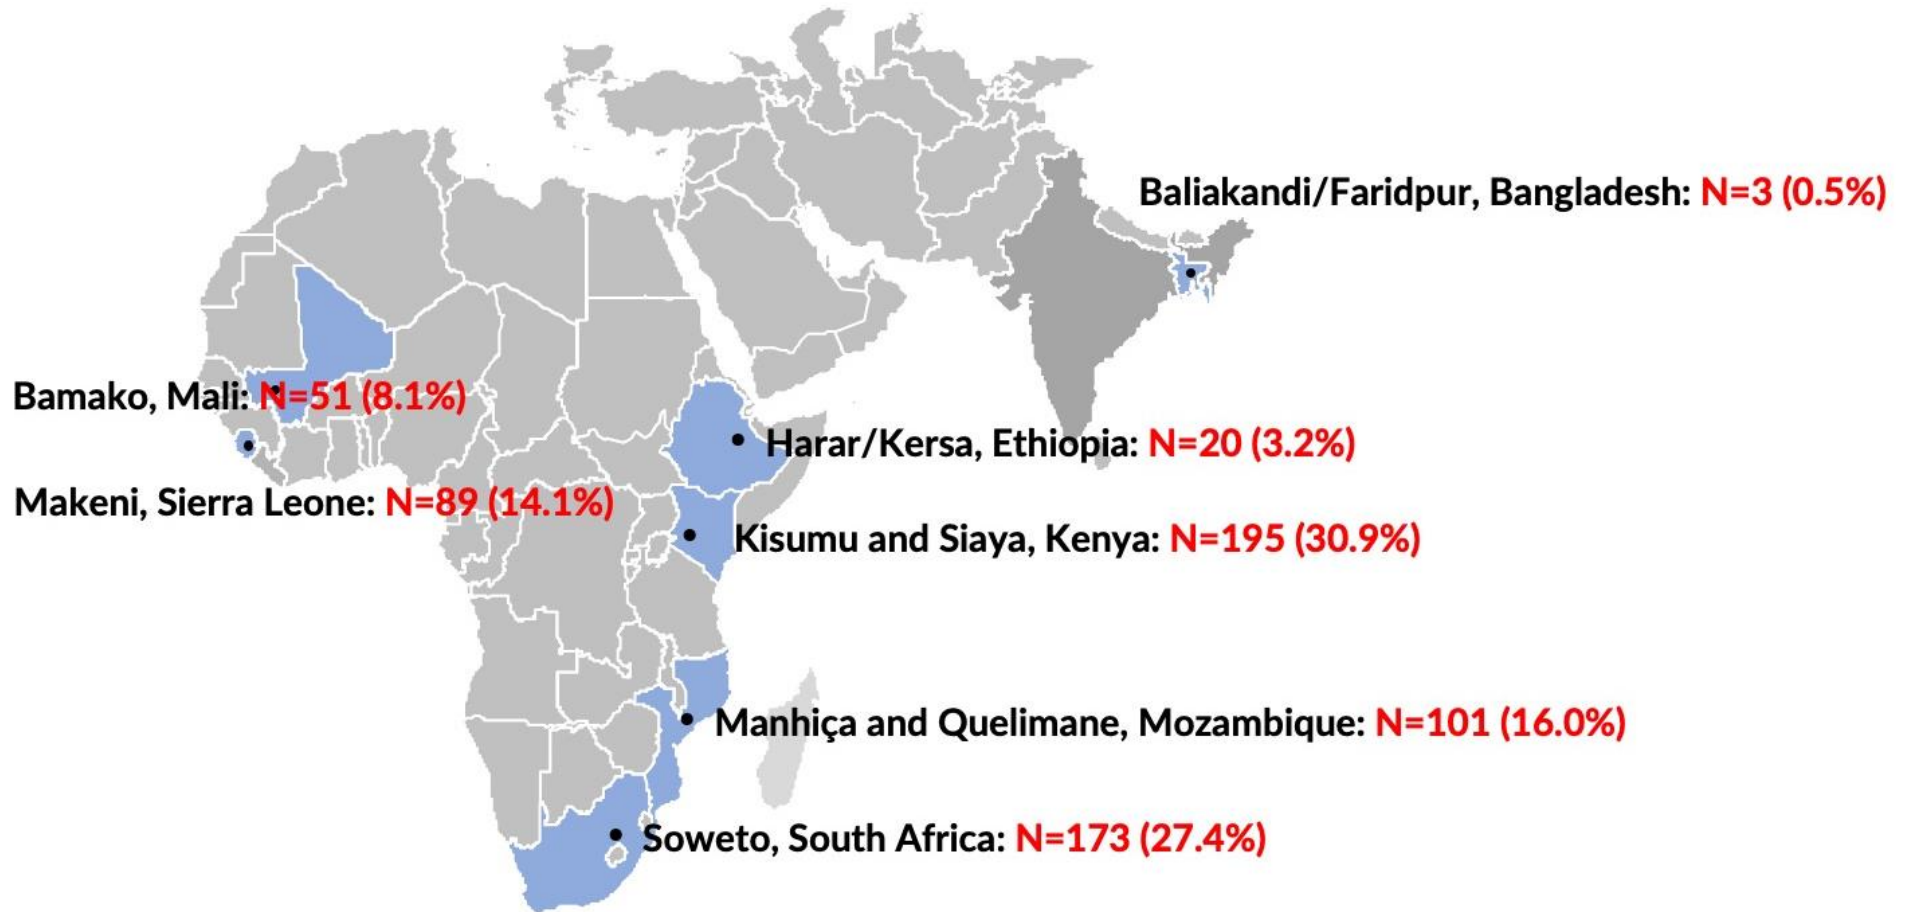 Baliakandi/Faridpur, Bangladesh: N=3 (0.5%)
Bamako, Mali: N=51 (8.1%)
Harar/Kersa, Ethiopia: N=20 (3.2%)
Makeni, Sierra Leone: N=89 (14.1%)
Kisumu and Siaya, Kenya: N=195 (30.9%)
Manhiça and Quelimane, Mozambique: N=101 (16.0%)
Soweto, South Africa: N=173 (27.4%)